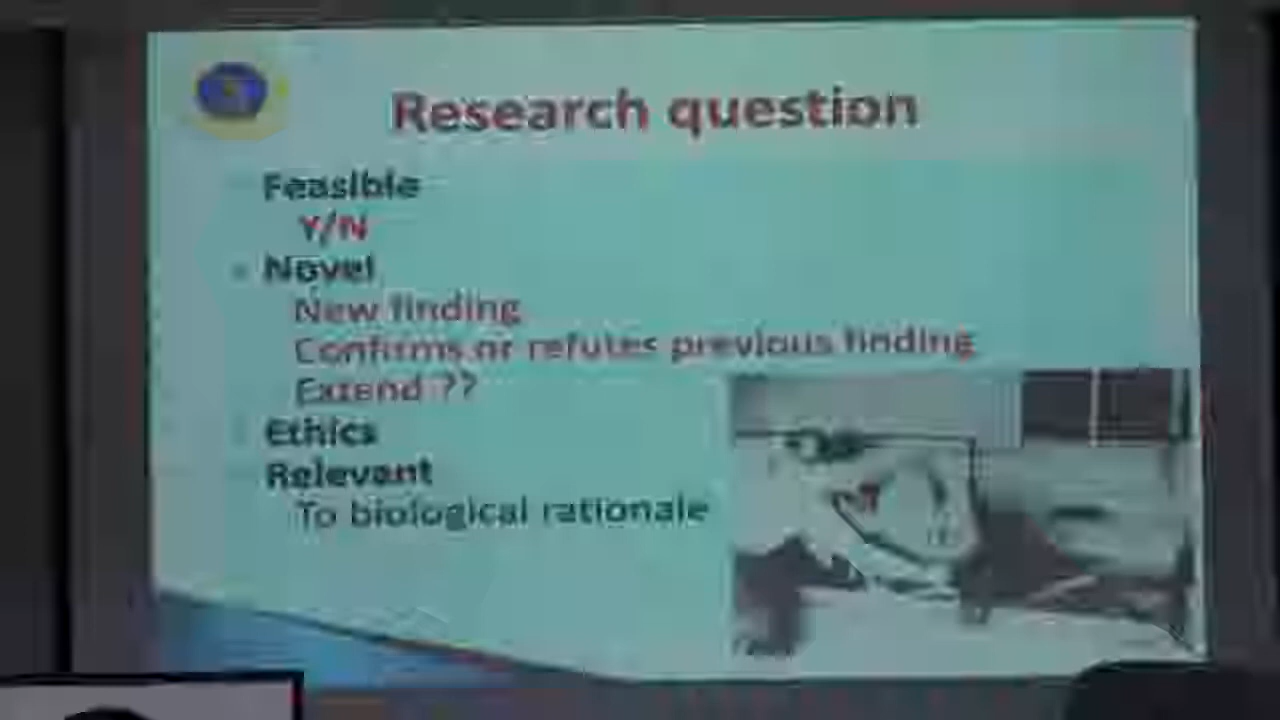 Research question
Feasible
Y/N
Novel
New finding
Confirms or refutes previous finding
Extend ??
Ethics
Relevant
To biological rationale